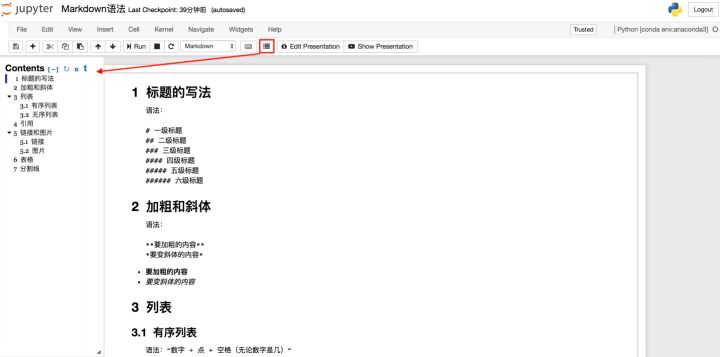 jupyter Markdown语法 Last Checkpoint: 39分钟前 (autosaved) Logout
File Edit View Insert Cell Kernel Navigate Widgets Help Trusted Python [conda env:anaconda3]
Run Markdown Edit Presentation Show Presentation
Contents [-] ↻ n t
1 标题的写法
2 加粗和斜体
3 列表
3.1 有序列表
3.2 无序列表
4 引用
5 链接和图片
5.1 链接
5.2 图片
6 表格
7 分割线
1 标题的写法
语法:
# 一级标题
## 二级标题
### 三级标题
#### 四级标题
##### 五级标题
###### 六级标题
2 加粗和斜体
语法:
**要加粗的内容**
*要变斜体的内容*
• 要加粗的内容
• 要变斜体的内容
3 列表
3.1 有序列表
语法:“数字 + 点 + 空格（无论数字是几）”